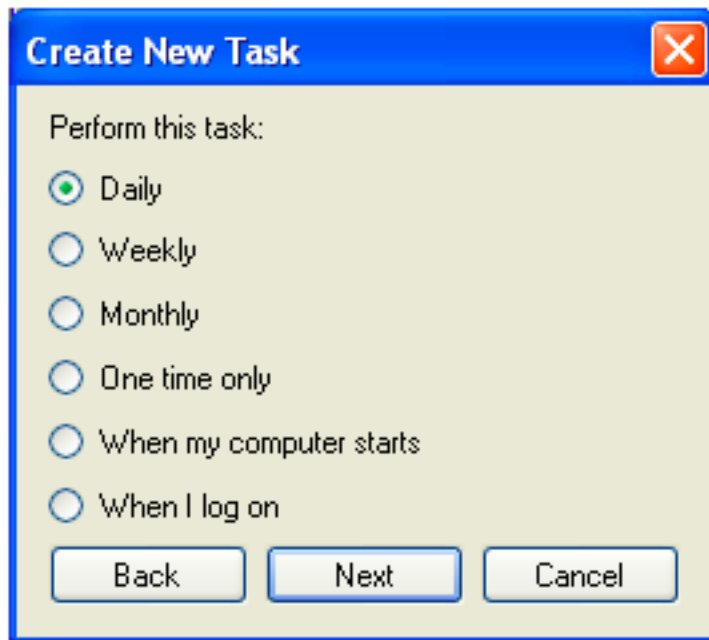 Create New Task
Perform this task:
Daily
Weekly
Monthly
One time only
When my computer starts
When I log on
Back Next Cancel